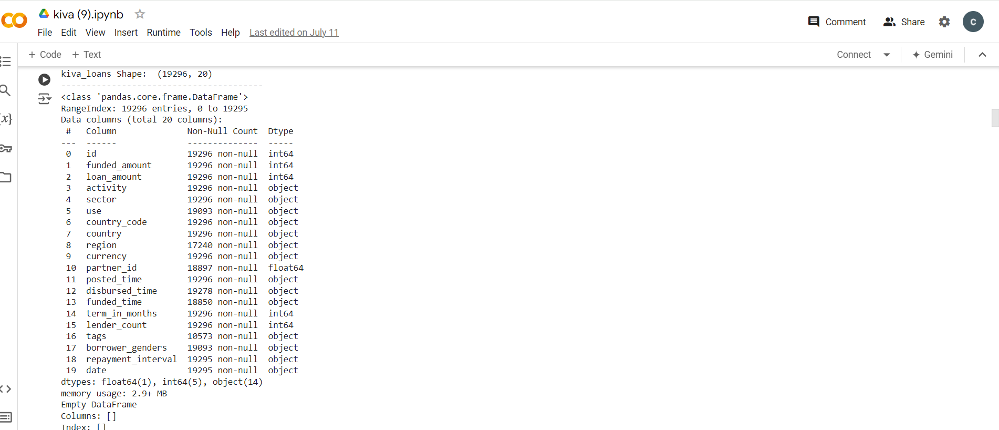 kiva (9).ipynb
File Edit View Insert Runtime Tools Help Last edited on July 11
Comment Share C
+ Code + Text
Connect Gemini
{x}
kiva_loans Shape:  (19296, 20)
----------------------------------------
<class 'pandas.core.frame.DataFrame'>
RangeIndex: 19296 entries, 0 to 19295
Data columns (total 20 columns):
 #   Column              Non-Null Count  Dtype
---  ------              --------------  -----
 0   id                  19296 non-null  int64
 1   funded_amount       19296 non-null  int64
 2   loan_amount         19296 non-null  int64
 3   activity            19296 non-null  object
 4   sector              19296 non-null  object
 5   use                 19093 non-null  object
 6   country_code        19296 non-null  object
 7   country             19296 non-null  object
 8   region              17240 non-null  object
 9   currency            19296 non-null  object
 10  partner_id          18897 non-null  float64
 11  posted_time         19296 non-null  object
 12  disbursed_time      19278 non-null  object
 13  funded_time         18850 non-null  object
 14  term_in_months      19296 non-null  int64
 15  lender_count        19296 non-null  int64
 16  tags                10573 non-null  object
 17  borrower_genders    19093 non-null  object
 18  repayment_interval  19295 non-null  object
 19  date                19295 non-null  object
dtypes: float64(1), int64(5), object(14)
memory usage: 2.9+ MB
Empty DataFrame
Columns: []
Index: []